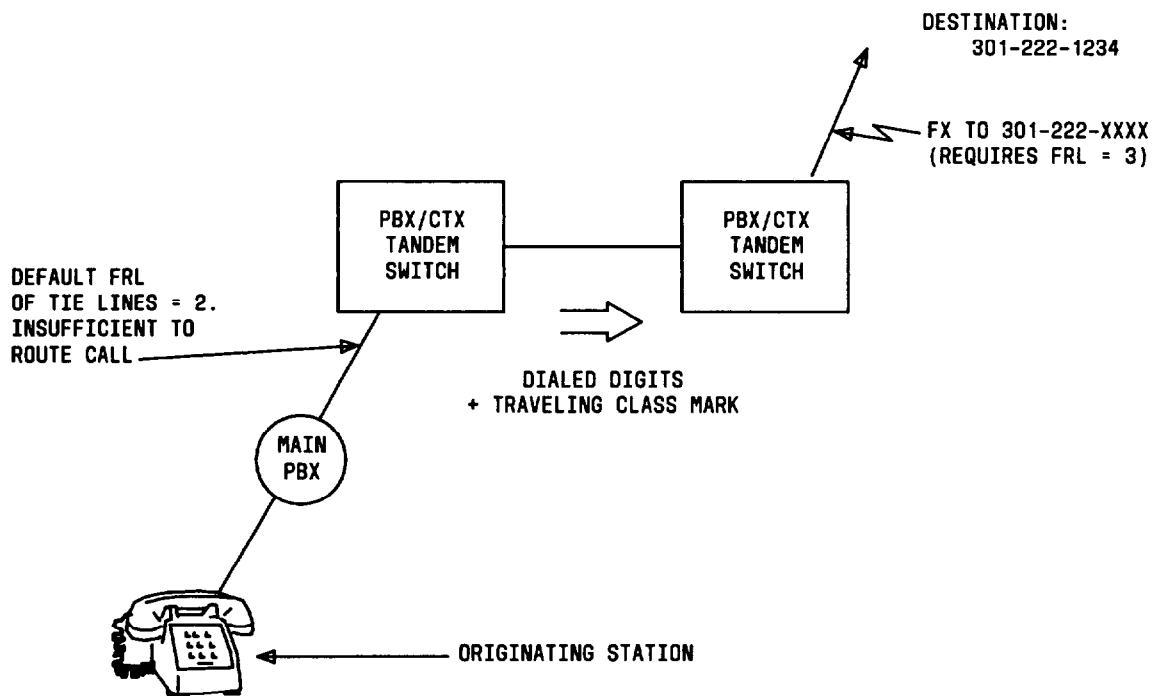 DESTINATION:
301-222-1234
FX TO 301-222-XXXX
(REQUIRES FRL = 3)
PBX/CTX
TANDEM
SWITCH
PBX/CTX
TANDEM
SWITCH
DEFAULT FRL
OF TIE LINES = 2.
INSUFFICIENT TO
ROUTE CALL
DIALED DIGITS
+ TRAVELING CLASS MARK
MAIN
PBX
ORIGINATING STATION